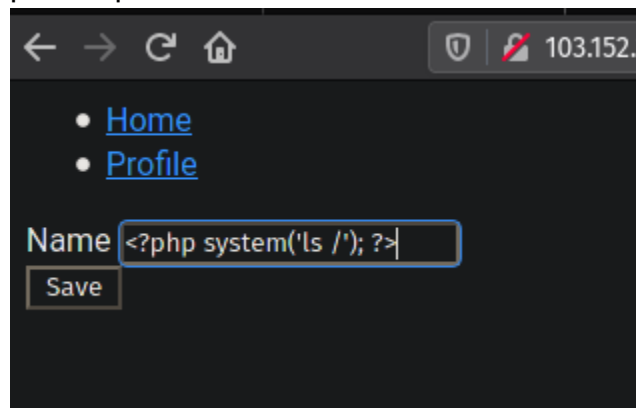 103.152.
Home
Profile
Name <?php system('ls /'); ?>
Save